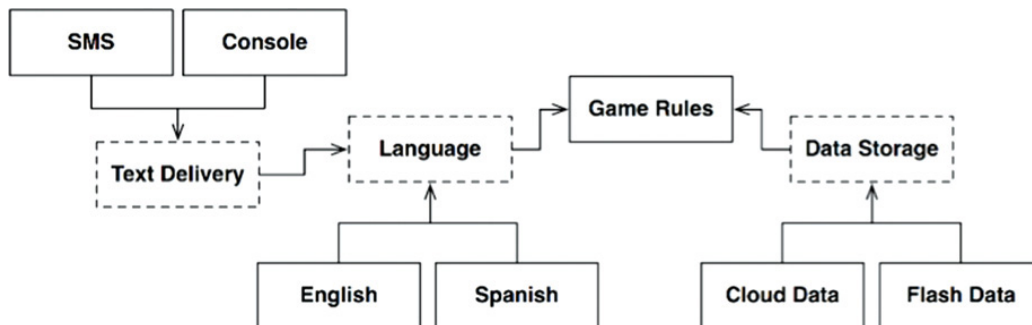 SMS
Console
Game Rules
Text Delivery
Language
Data Storage
English
Spanish
Cloud Data
Flash Data